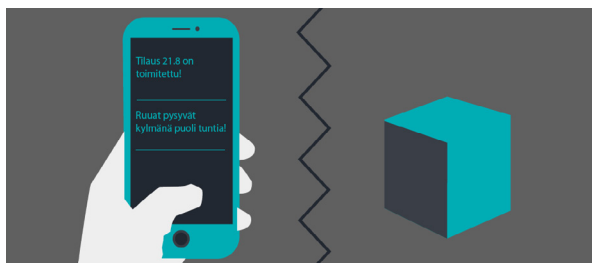 Tilaus 21.8 on
toimitettu!
Ruuat pysyvät
kylmänä puoli tuntia!